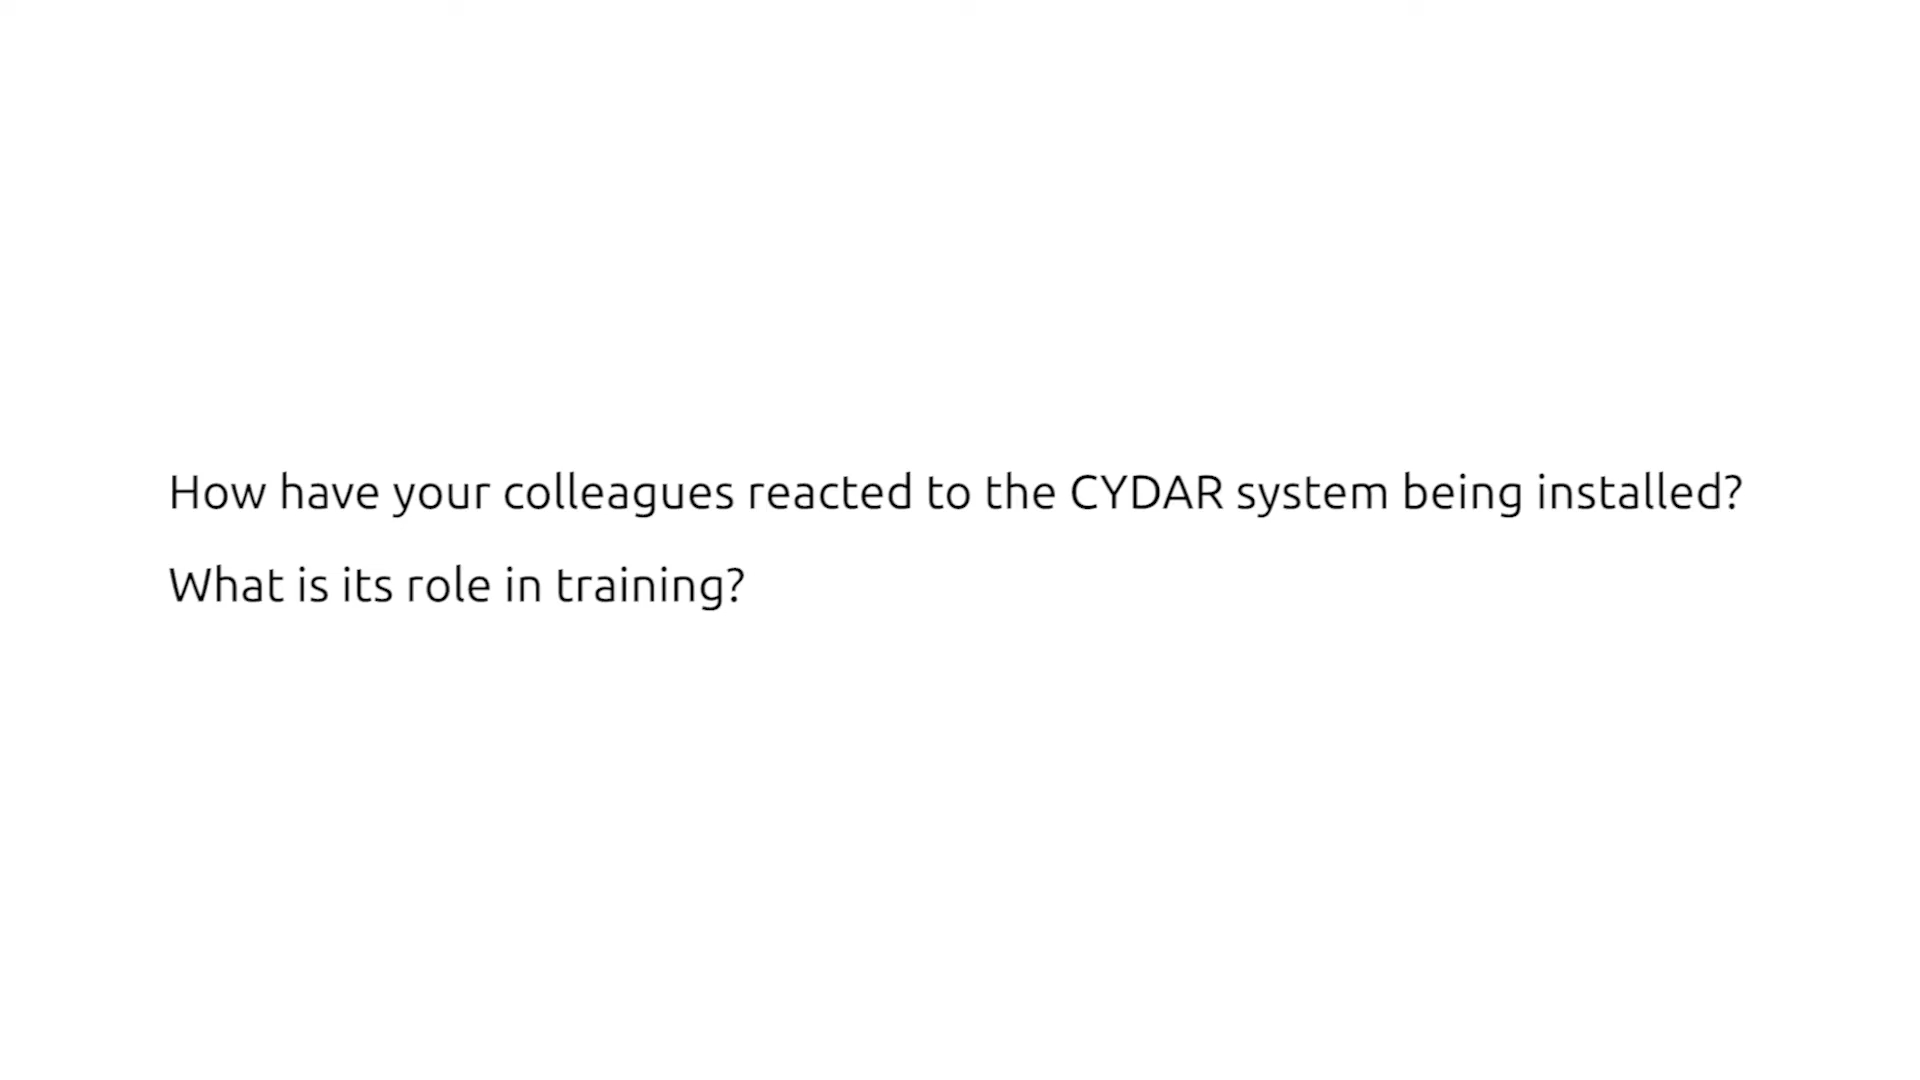 How have your colleagues reacted to the CYDAR system being installed?
What is its role in training?